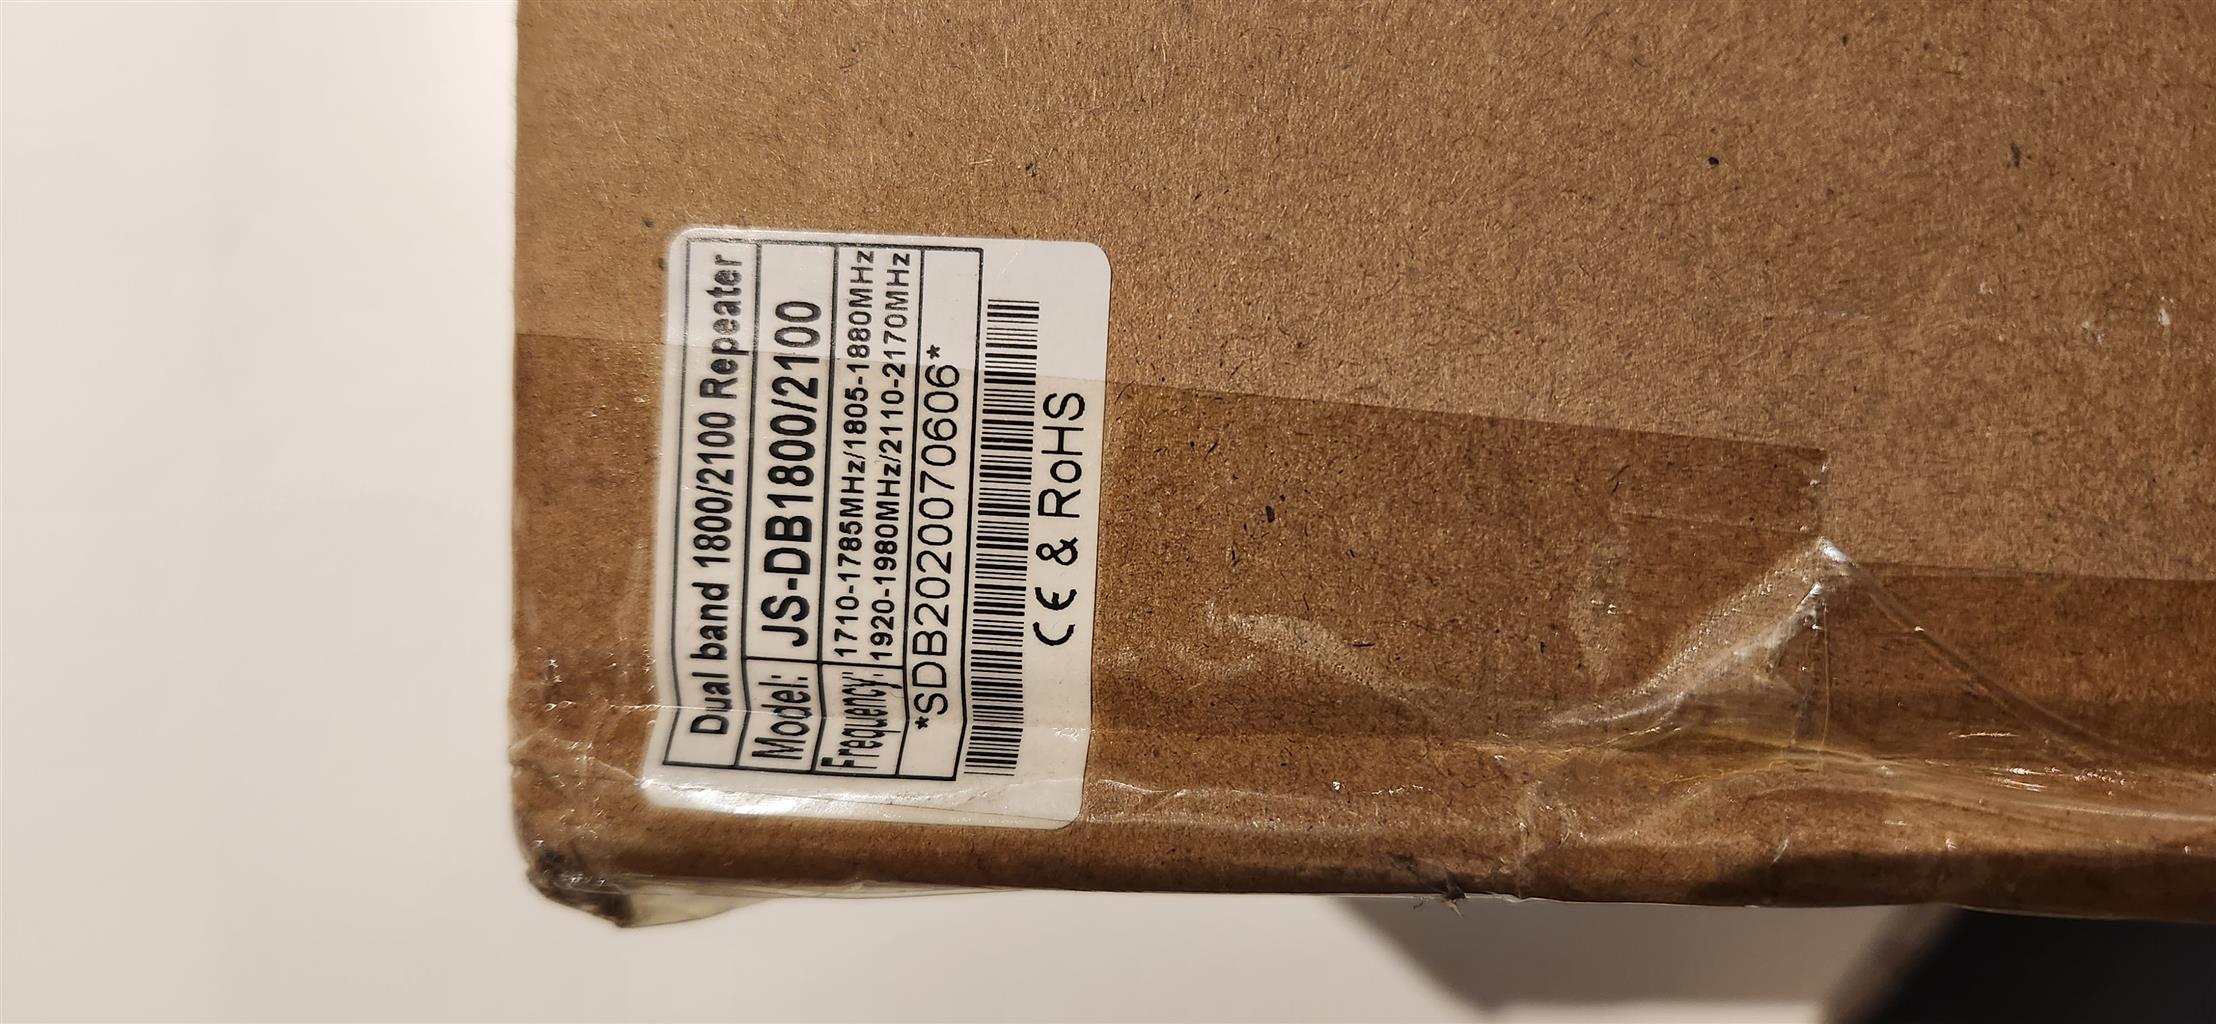 Dual band 1800/2100 Repeater
Model: JS-DB1800/2100
Frequency: 1710-1785MHz/1805-1880MHz
1920-1980MHz/2110-2170MHz
*SDB2020070606*
CE & RoHS